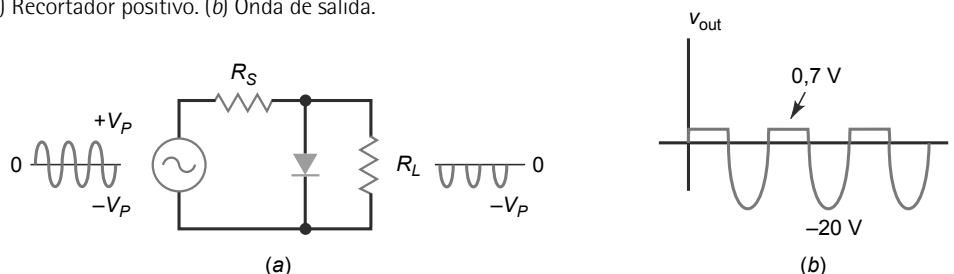 ) Recortador positivo. (b) Onda de salida.
R_S
+V_P
0
–V_P
R_L
0
–V_P
(a)
v_out
0,7 V
–20 V
(b)